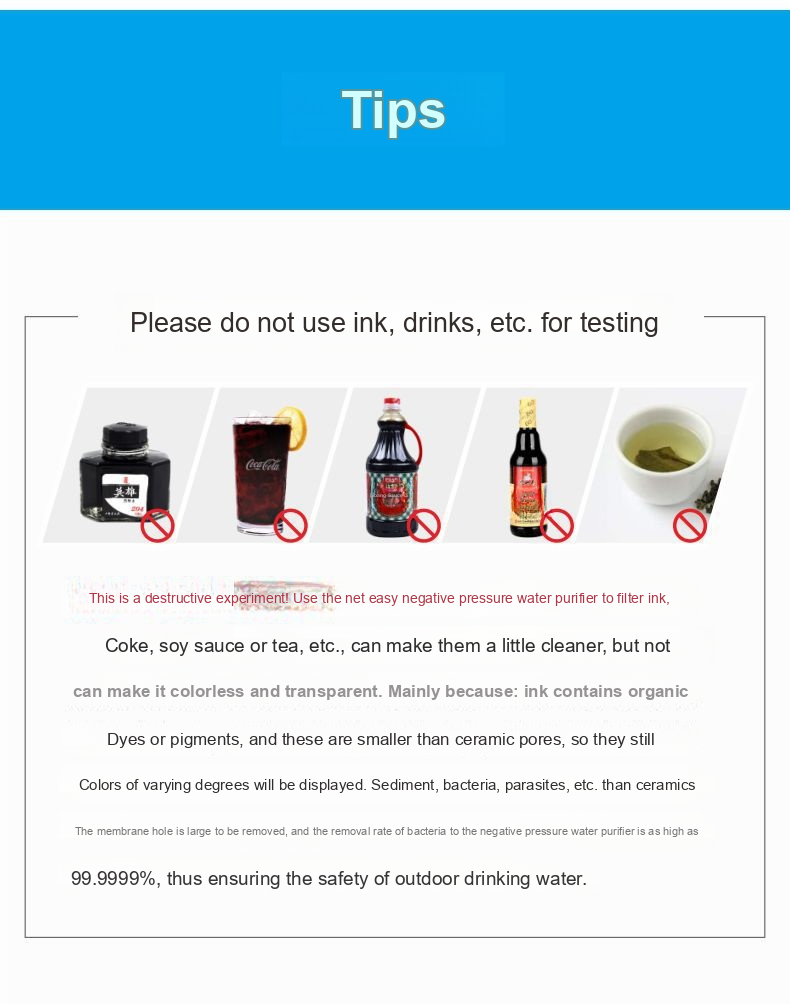 Tips
Please do not use ink, drinks, etc. for testing
英雄
204
Coca-Cola
This is a destructive experiment! Use the net easy negative pressure water purifier to filter ink,
Coke, soy sauce or tea, etc., can make them a little cleaner, but not
can make it colorless and transparent. Mainly because: ink contains organic
Dyes or pigments, and these are smaller than ceramic pores, so they still
Colors of varying degrees will be displayed. Sediment, bacteria, parasites, etc. than ceramics
The membrane hole is large to be removed, and the removal rate of bacteria to the negative pressure water purifier is as high as
99.9999%, thus ensuring the safety of outdoor drinking water.